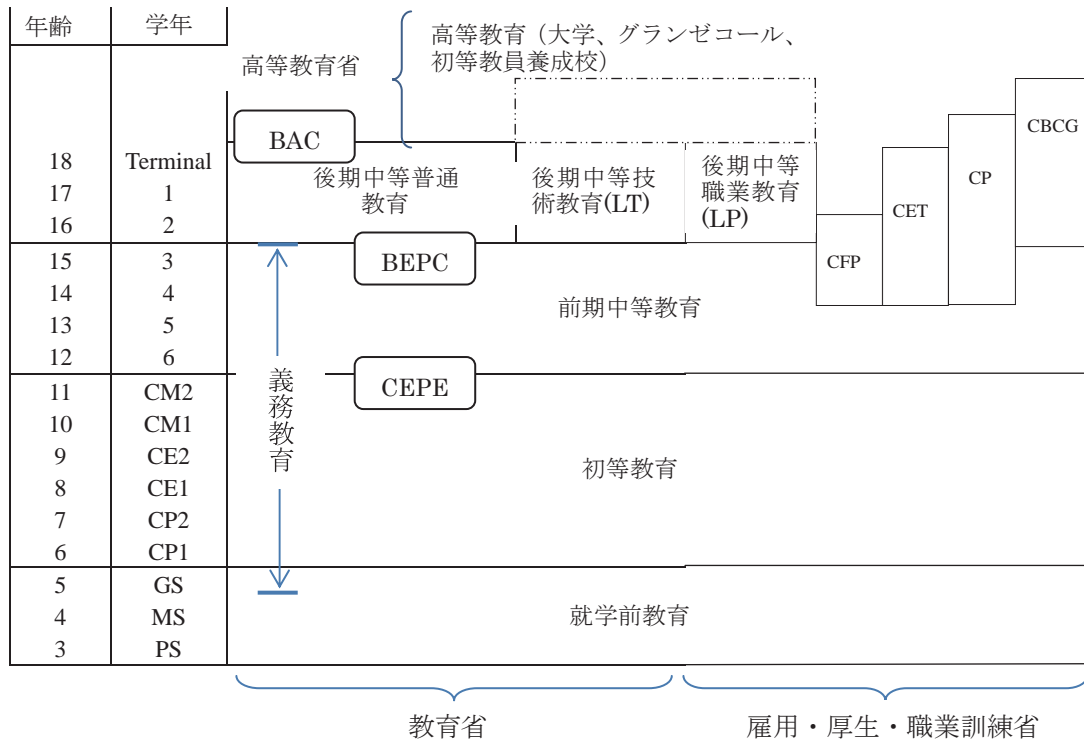 年齢 学年
高等教育省
高等教育（大学、グランゼコール、
初等教員養成校）
BAC
CBCG
CP
CET
CFP
18 Terminal
17 1
16 2
後期中等普通
教育
後期中等技
術教育(LT)
後期中等
職業教育
(LP)
BEPC
15 3
14 4
13 5
12 6
前期中等教育
CEPE
義務教育
11 CM2
10 CM1
9 CE2
8 CE1
7 CP2
6 CP1
初等教育
5 GS
4 MS
3 PS
就学前教育
教育省
雇用・厚生・職業訓練省